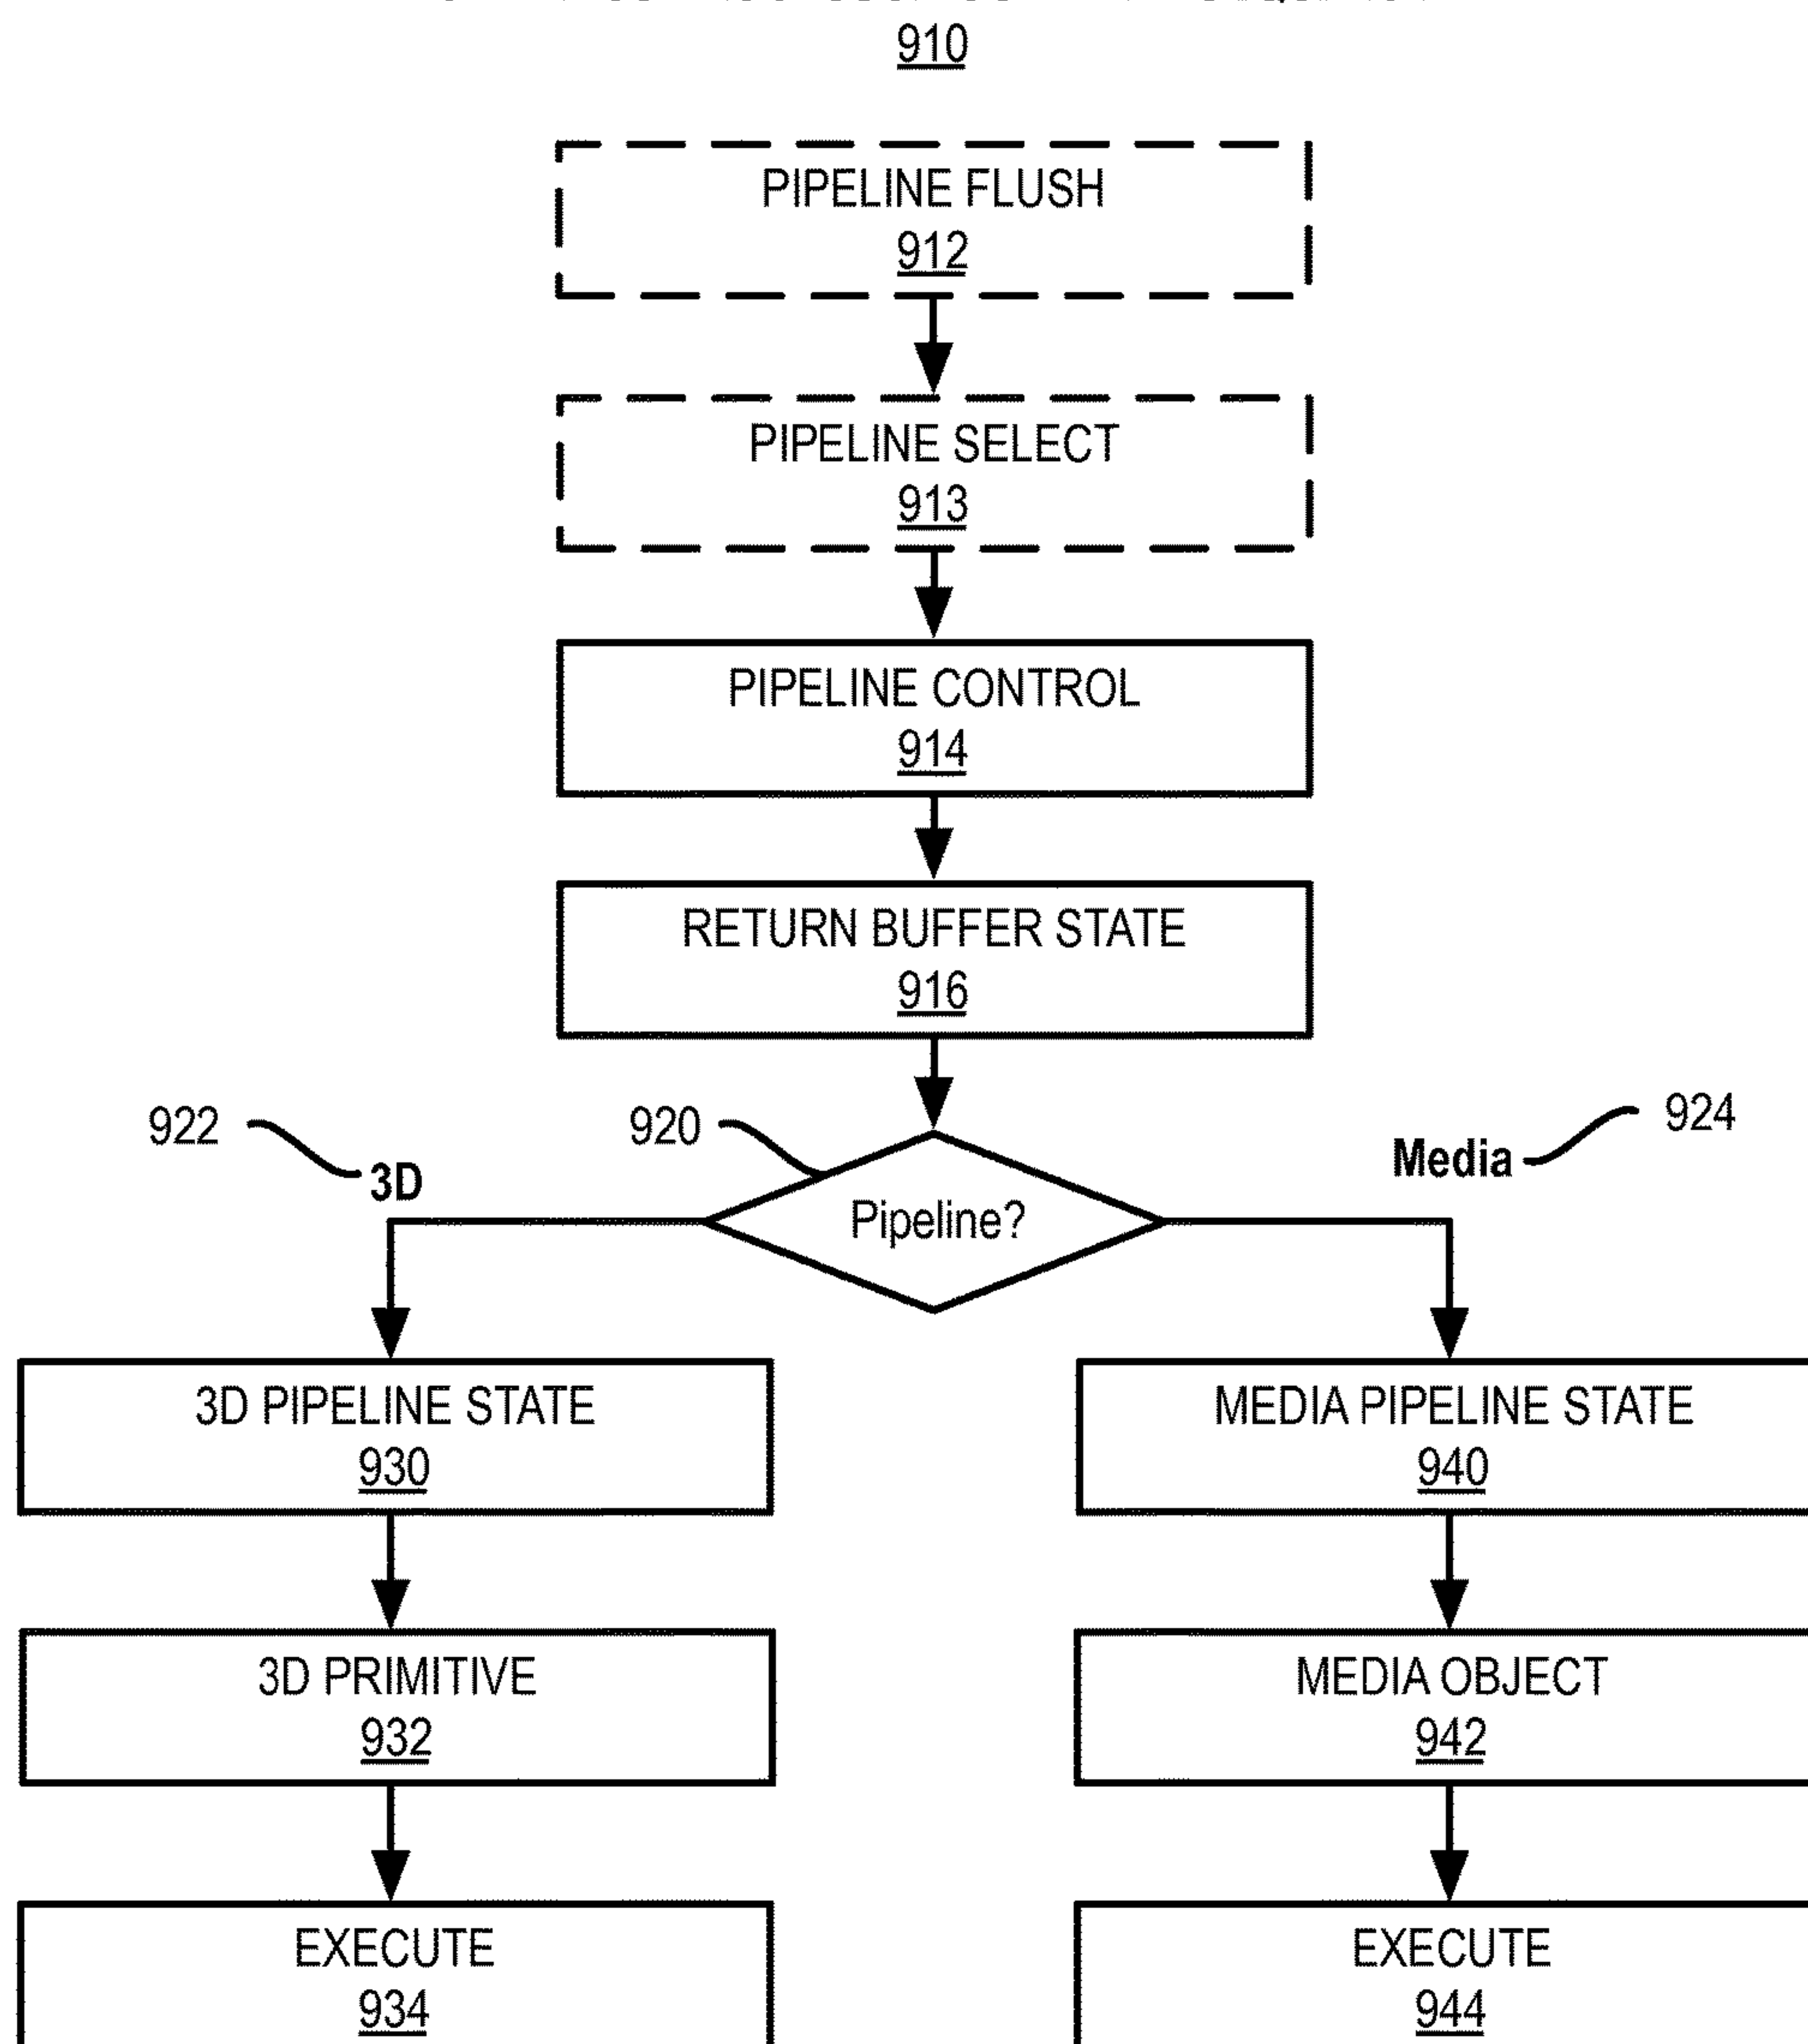 910
PIPELINE FLUSH
912
PIPELINE SELECT
913
PIPELINE CONTROL
914
RETURN BUFFER STATE
916
922
920
924
3D
Media
Pipeline?
3D PIPELINE STATE
930
MEDIA PIPELINE STATE
940
3D PRIMITIVE
932
MEDIA OBJECT
942
EXECUTE
934
EXECUTE
944